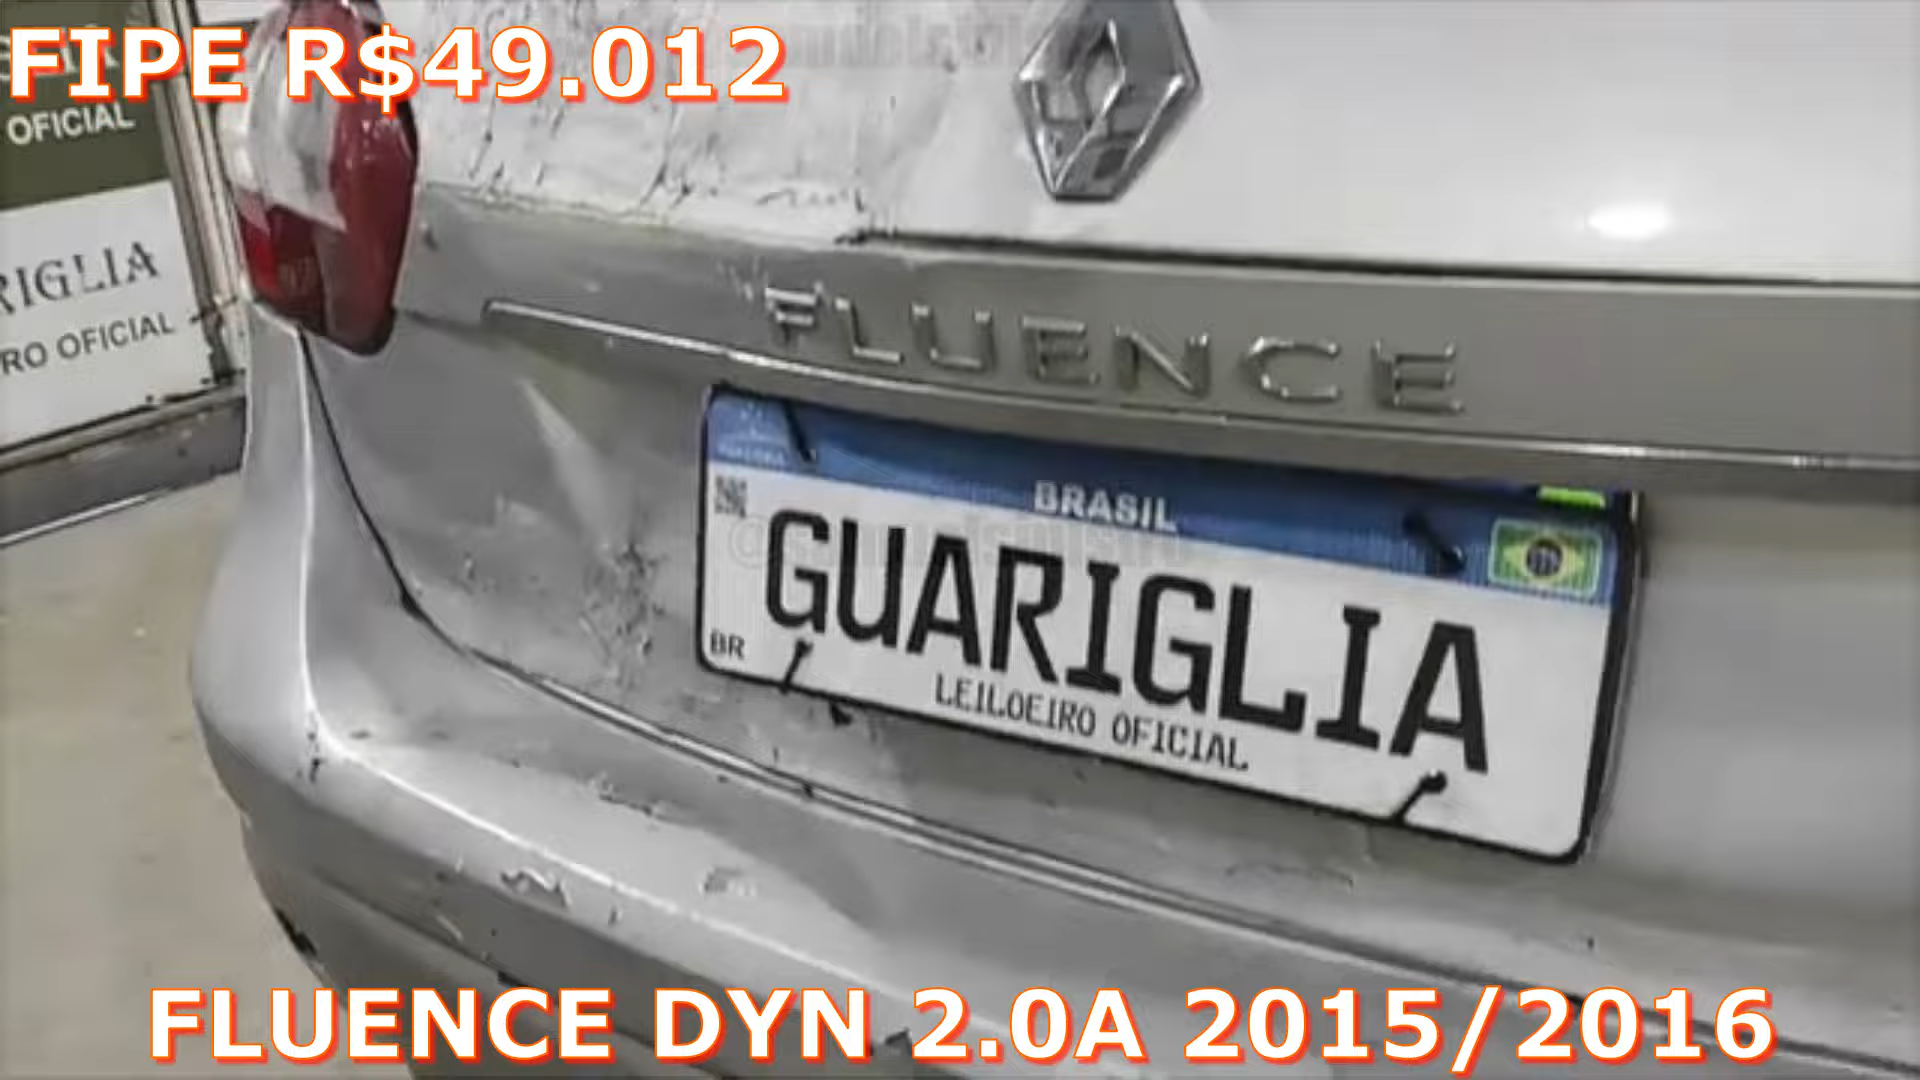 FIPE R$49.012
OFICIAL
RIGLIA
RO OFICIAL
FLUENCE
BRASIL
GUARIGLIA
BR
LEILOEIRO OFICIAL
FLUENCE DYN 2.0A 2015/2016